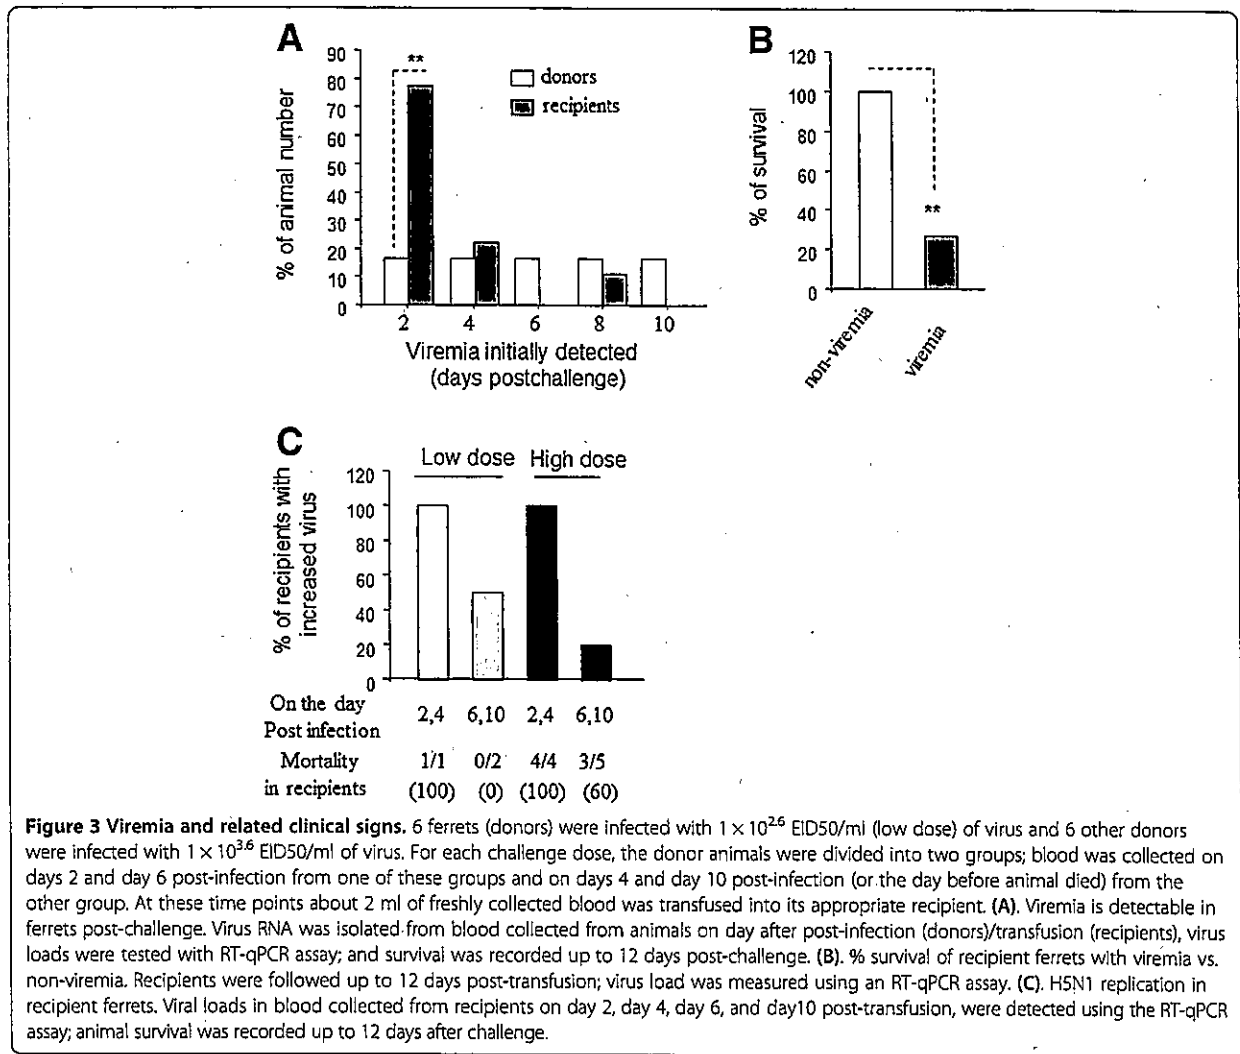 A
90
80
70
60
50
40
30
20
10
0
% of animal number
**
donors
recipients
2 4 6 8 10
Viremia initially detected
(days postchallenge)
B
120
100
80
60
40
20
0
% of survival
**
non-viremia
viremia
C
Low dose High dose
120
100
80
60
40
20
0
% of recipients with
increased virus
On the day
Post infection
2,4 6,10 2,4 6,10
Mortality
in recipients
1/1 0/2 4/4 3/5
(100) (0) (100) (60)
Figure 3 Viremia and related clinical signs. 6 ferrets (donors) were infected with 1 × 10^2.6 EID50/ml (low dose) of virus and 6 other donors
were infected with 1 × 10^3.6 EID50/ml of virus. For each challenge dose, the donor animals were divided into two groups; blood was collected on
days 2 and day 6 post-infection from one of these groups and on days 4 and day 10 post-infection (or the day before animal died) from the
other group. At these time points about 2 ml of freshly collected blood was transfused into its appropriate recipient. (A). Viremia is detectable in
ferrets post-challenge. Virus RNA was isolated from blood collected from animals on day after post-infection (donors)/transfusion (recipients), virus
loads were tested with RT-qPCR assay; and survival was recorded up to 12 days post-challenge. (B). % survival of recipient ferrets with viremia vs.
non-viremia. Recipients were followed up to 12 days post-transfusion; virus load was measured using an RT-qPCR assay. (C). H5N1 replication in
recipient ferrets. Viral loads in blood collected from recipients on day 2, day 4, day 6, and day10 post-transfusion, were detected using the RT-qPCR
assay; animal survival was recorded up to 12 days after challenge.